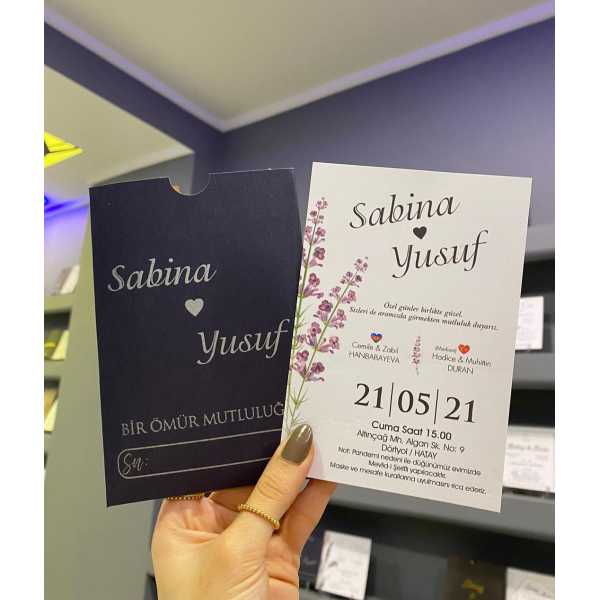 Sabina
Yusuf
BİR ÖMÜR MUTLULUĞ
Sn:
Sabina
Yusuf
Özel günler birlikte güzel.
Sizleri de aramızda görmekten mutluluk duyarız.
Cemile & Zabil
HANBABAYEVA
(Merhum)
Hadice & Muhittin
DURAN
21|05|21
Cuma Saat 15.00
Altınçağ Mh. Algan Sk. No: 9
Dörtyol / HATAY
Not: Pandemi nedeni ile düğünümüz evimizde
Mevlid-i Şerifli yapılacaktır.
Maske ve mesafe kurallarına uyulmasını rica ederiz.